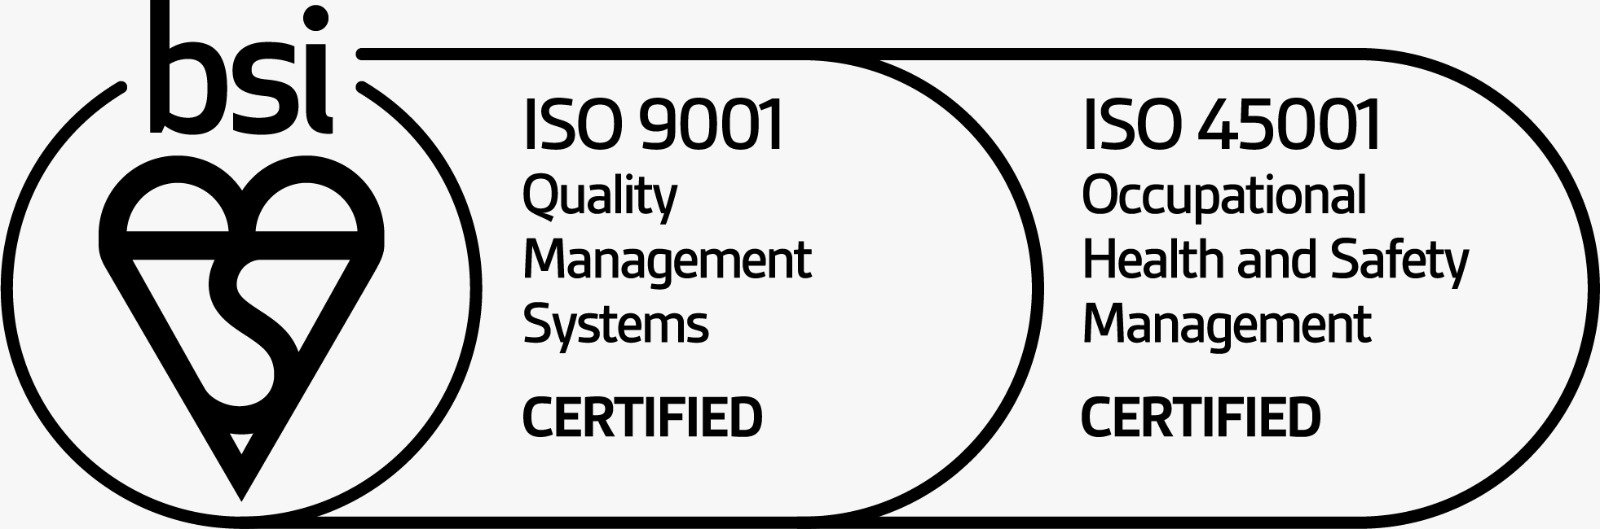 bsi
ISO 9001
Quality
Management
Systems
CERTIFIED
ISO 45001
Occupational
Health and Safety
Management
CERTIFIED